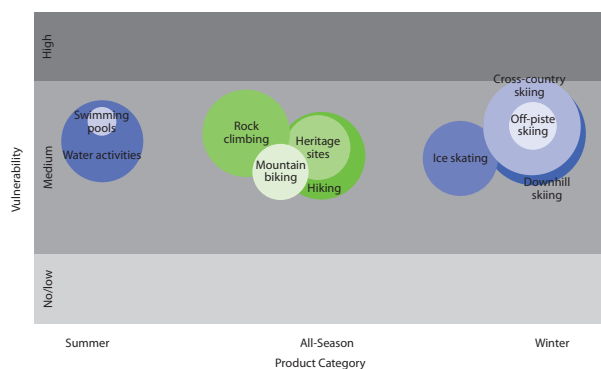 High
Medium
No/low
Vulnerability
Swimming
pools
Water activities
Rock
climbing
Heritage
sites
Mountain
biking
Hiking
Ice skating
Cross-country
skiing
Off-piste
skiing
Downhill
skiing
Summer
All-Season
Winter
Product Category